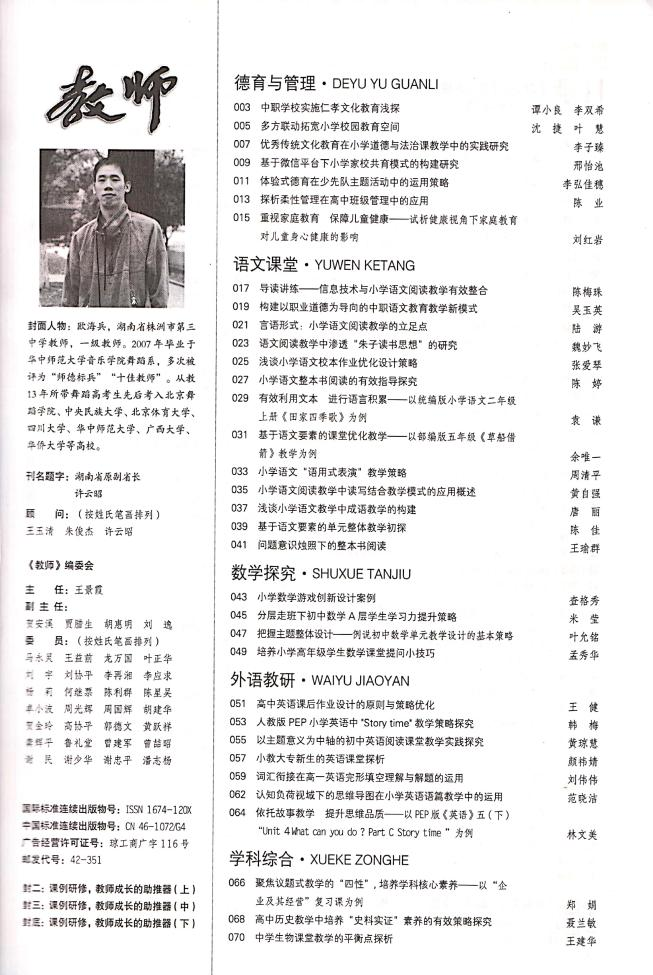 教师
封面人物：欧海兵，湖南省株洲市第三
中学教师，一级教师。2007年毕业于
华中师范大学音乐学院舞蹈系，多次被
评为“师德标兵”“十佳教师”。从教
13年所带舞蹈高考生先后考入北京舞
蹈学院、中央民族大学、北京体育大学、
四川大学、华中师范大学、广西大学、
华侨大学等高校。
刊名题字：湖南省原副省长
许云昭
顾　问：（按姓氏笔画排列）
王玉清　朱俊杰　许云昭
《教师》编委会
主　任：王景霞
副 主 任：
贺安溪　贾腊生　胡惠明　刘　逸
委　员：（按姓氏笔画排列）
马水灵　王益前　龙万国　叶正华
刘　宇　刘协平　李再湘　李应求
杨　莉　何继票　陈利群　陈星吴
单小波　周光辉　周国辉　胡建华
贺金玲　高协平　郭德文　黄跃祥
龚辉平　鲁礼堂　曾建军　曾喆昭
谢　民　谢少华　谢忠平　潘志杨
国际标准连续出版物号：ISSN 1674-120X
中国标准连续出版物号：CN 46-1072/G4
广告经营许可证号：琼工商广字116号
邮发代号：42-351
封二：课例研修，教师成长的助推器（上）
封三：课例研修，教师成长的助推器（中）
封底：课例研修，教师成长的助推器（下）
德育与管理·DEYU YU GUANLI
003 中职学校实施仁孝文化教育浅探 谭小良　李双希
005 多方联动拓宽小学校园教育空间 沈　捷　叶　慧
007 优秀传统文化教育在小学道德与法治课教学中的实践研究 李子臻
009 基于微信平台下小学家校共育模式的构建研究 邢怡池
011 体验式德育在少先队主题活动中的运用策略 李弘佳穗
013 探析柔性管理在高中班级管理中的应用 陈　业
015 重视家庭教育　保障儿童健康——试析健康视角下家庭教育
对儿童身心健康的影响 刘红岩
语文课堂·YUWEN KETANG
017 导读讲练——信息技术与小学语文阅读教学有效整合 陈梅珠
019 构建以职业道德为导向的中职语文教育教学新模式 吴玉英
021 言语形式：小学语文阅读教学的立足点 陆　游
023 语文阅读教学中渗透“朱子读书思想”的研究 魏妙飞
025 浅谈小学语文校本作业优化设计策略 张爱琴
027 小学语文整本书阅读的有效指导探究 陈　婷
029 有效利用文本　进行语言积累——以统编版小学语文二年级
上册《田家四季歌》为例 袁　谦
031 基于语文要素的课堂优化教学——以部编版五年级《草船借
箭》教学为例 余唯一
033 小学语文“语用式表演”教学策略 周清平
035 小学语文阅读教学中读写结合教学模式的应用概述 黄自强
037 浅谈小学语文教学中成语教学的构建 唐　丽
039 基于语文要素的单元整体教学初探 陈　佳
041 问题意识烛照下的整本书阅读 王瑜群
数学探究·SHUXUE TANJIU
043 小学数学游戏创新设计案例 查格秀
045 分层走班下初中数学A层学生学习力提升策略 米　莹
047 把握主题整体设计——例说初中数学单元教学设计的基本策略 叶允铭
049 培养小学高年级学生数学课堂提问小技巧 孟秀华
外语教研·WAIYU JIAOYAN
051 高中英语课后作业设计的原则与策略优化 王　健
053 人教版PEP小学英语中"Story time"教学策略探究 韩　梅
055 以主题意义为中轴的初中英语阅读课堂教学实践探究 黄琼慧
057 小教大专新生的英语课堂探析 颜祎婧
059 词汇衔接在高一英语完形填空理解与解题的运用 刘伟伟
062 认知负荷视域下的思维导图在小学英语语篇教学中的运用 范晓洁
064 依托故事教学　提升思维品质——以PEP版《英语》五（下）
“Unit 4 What can you do？Part C Story time ”为例 林文美
学科综合·XUEKE ZONGHE
066 聚焦议题式教学的“四性”，培养学科核心素养——以“企
业及其经营”复习课为例 郑　娟
068 高中历史教学中培养“史料实证”素养的有效策略探究 聂兰敏
070 中学生物课堂教学的平衡点探析 王建华